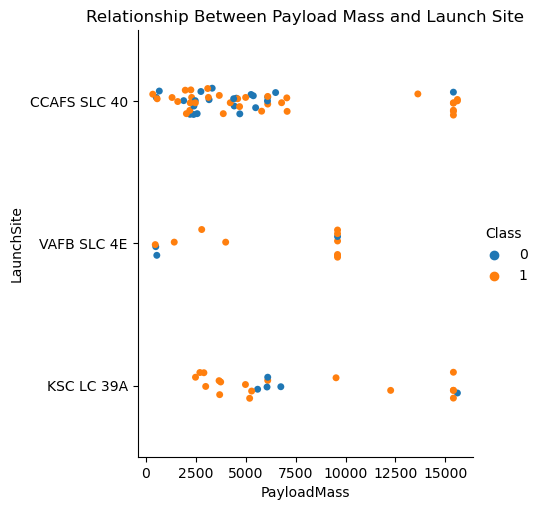 Relationship Between Payload Mass and Launch Site
CCAFS SLC 40
VAFB SLC 4E
KSC LC 39A
LaunchSite
Class
0
1
0 2500 5000 7500 10000 12500 15000
PayloadMass